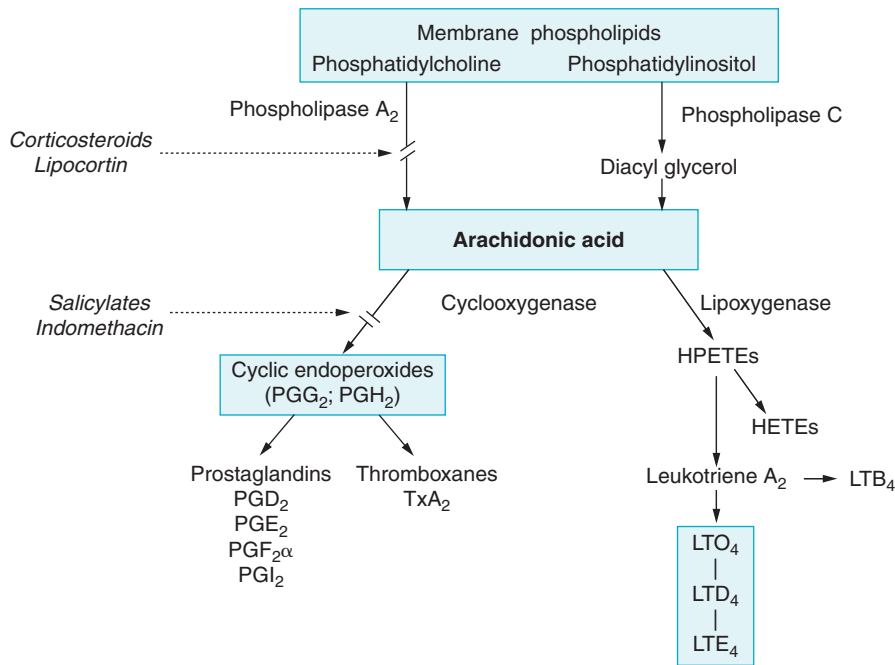 Membrane phospholipids
Phosphatidylcholine Phosphatidylinositol
Phospholipase A₂
Phospholipase C
Corticosteroids
Lipocortin
Diacyl glycerol
Arachidonic acid
Salicylates
Indomethacin
Cyclooxygenase
Lipoxygenase
Cyclic endoperoxides
(PGG₂; PGH₂)
HPETEs
HETEs
Prostaglandins
PGD₂
PGE₂
PGF₂α
PGI₂
Thromboxanes
TxA₂
Leukotriene A₂
LTB₄
LTO₄
LTD₄
LTE₄